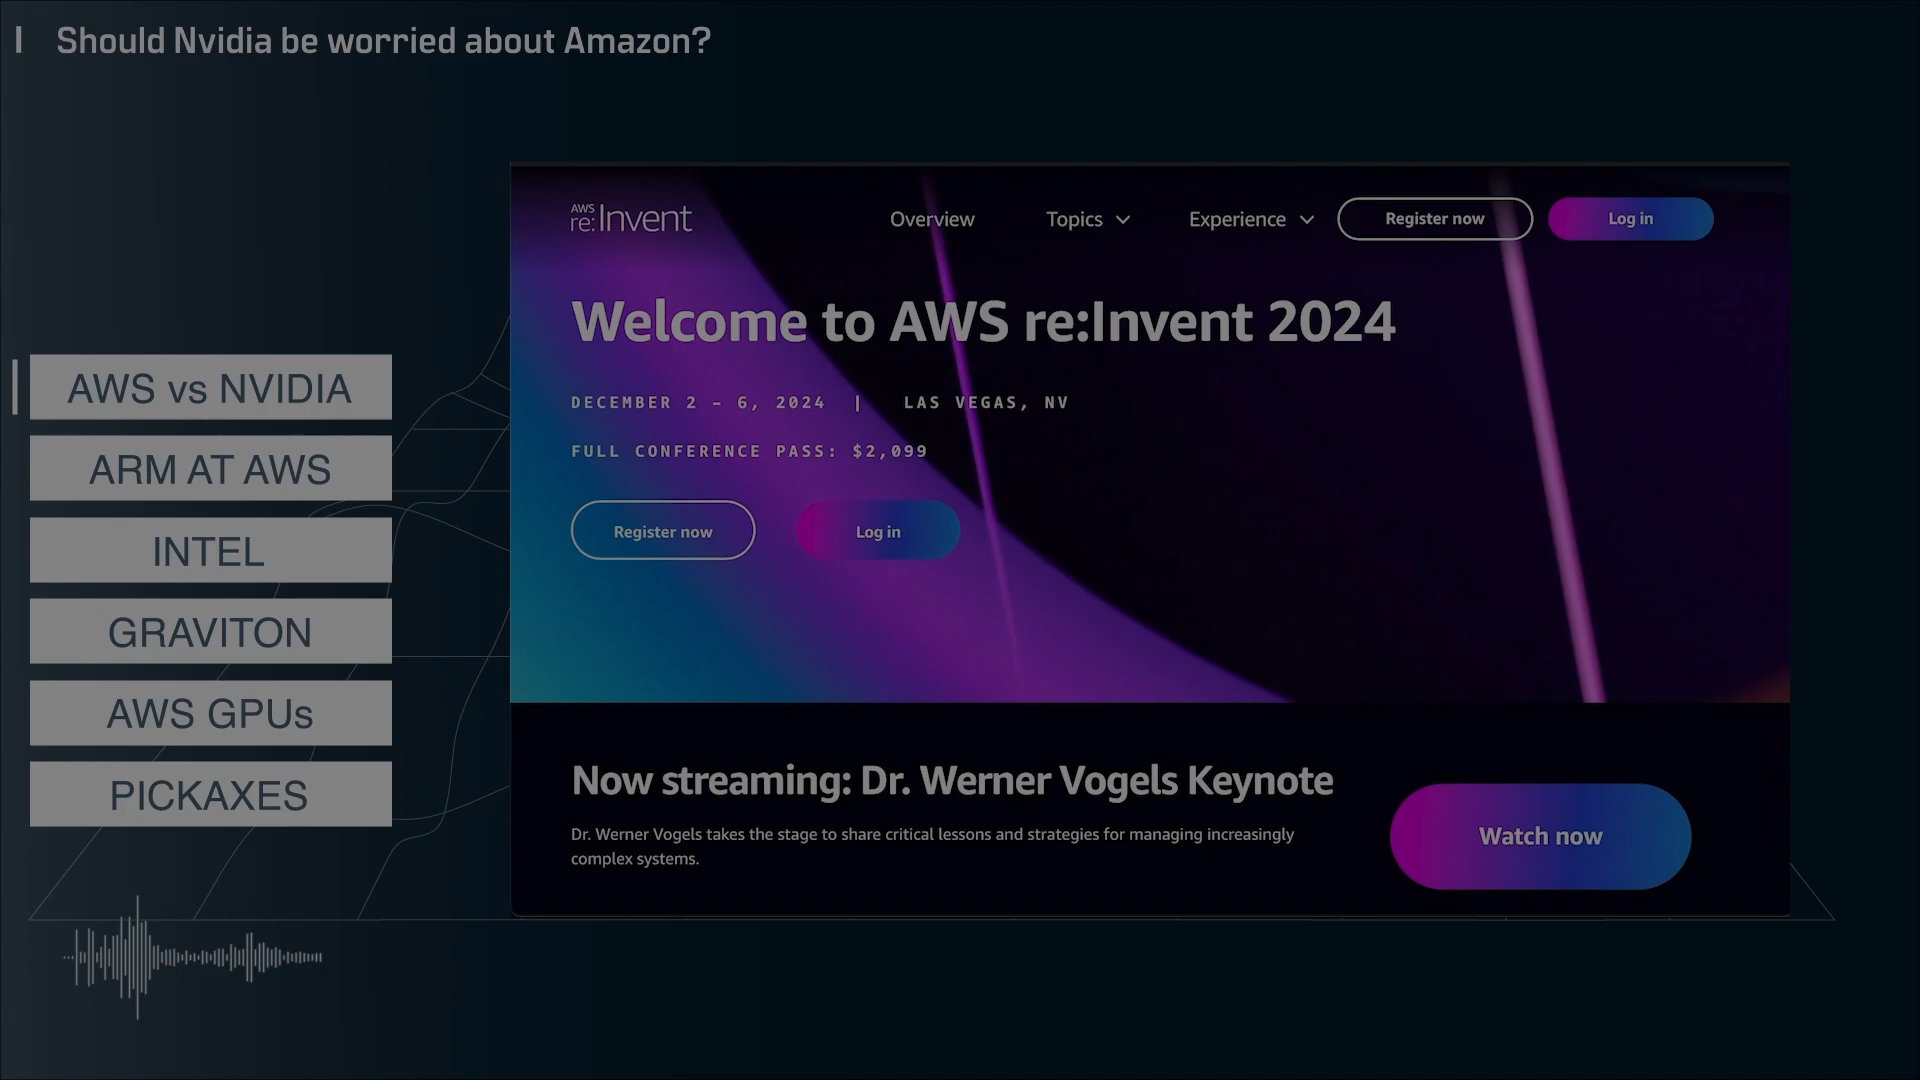 Should Nvidia be worried about Amazon?
AWS vs NVIDIA
ARM AT AWS
INTEL
GRAVITON
AWS GPUs
PICKAXES
AWS
re:Invent
Overview
Topics
Experience
Register now
Log in
Welcome to AWS re:Invent 2024
DECEMBER 2 – 6, 2024 | LAS VEGAS, NV
FULL CONFERENCE PASS: $2,099
Register now
Log in
Now streaming: Dr. Werner Vogels Keynote
Dr. Werner Vogels takes the stage to share critical lessons and strategies for managing increasingly
complex systems.
Watch now